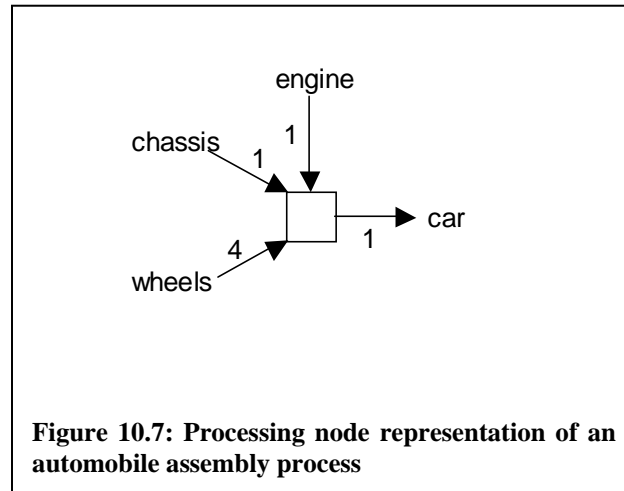 engine
1
chassis
1
car
1
4
wheels
Figure 10.7: Processing node representation of an
automobile assembly process